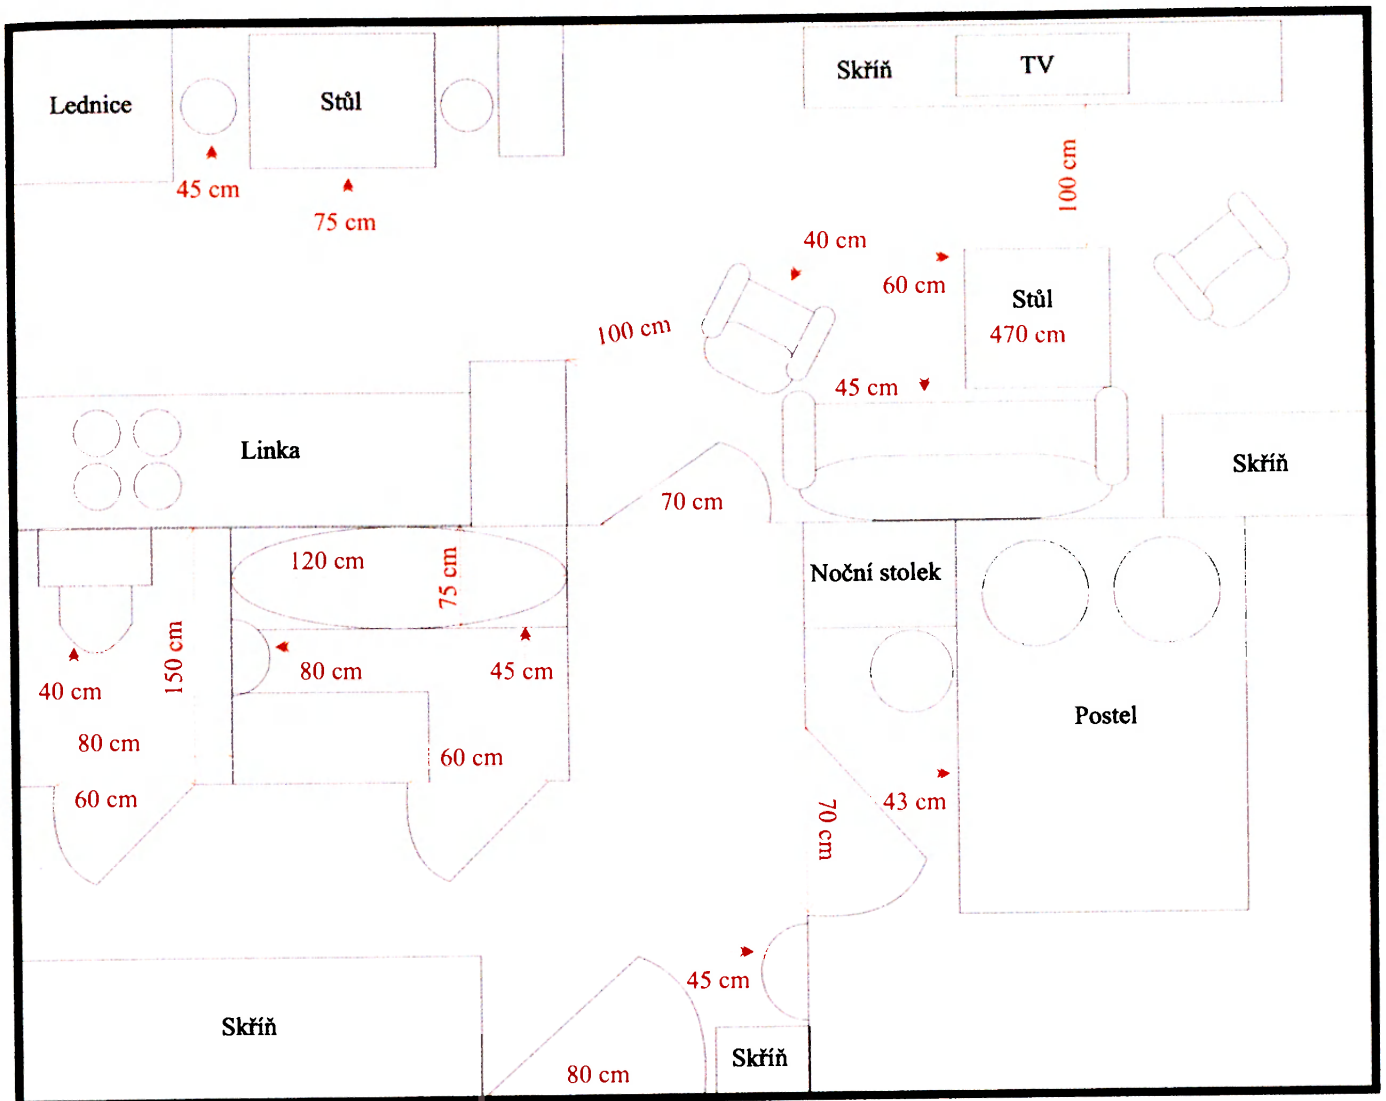 Lednice
Stůl
45 cm
75 cm
Skříň
TV
100 cm
40 cm
60 cm
Stůl
470 cm
100 cm
45 cm
Linka
70 cm
Skříň
120 cm
75 cm
Noční stolek
150 cm
40 cm
80 cm
45 cm
Postel
80 cm
60 cm
60 cm
70 cm
43 cm
45 cm
Skříň
80 cm
Skříň